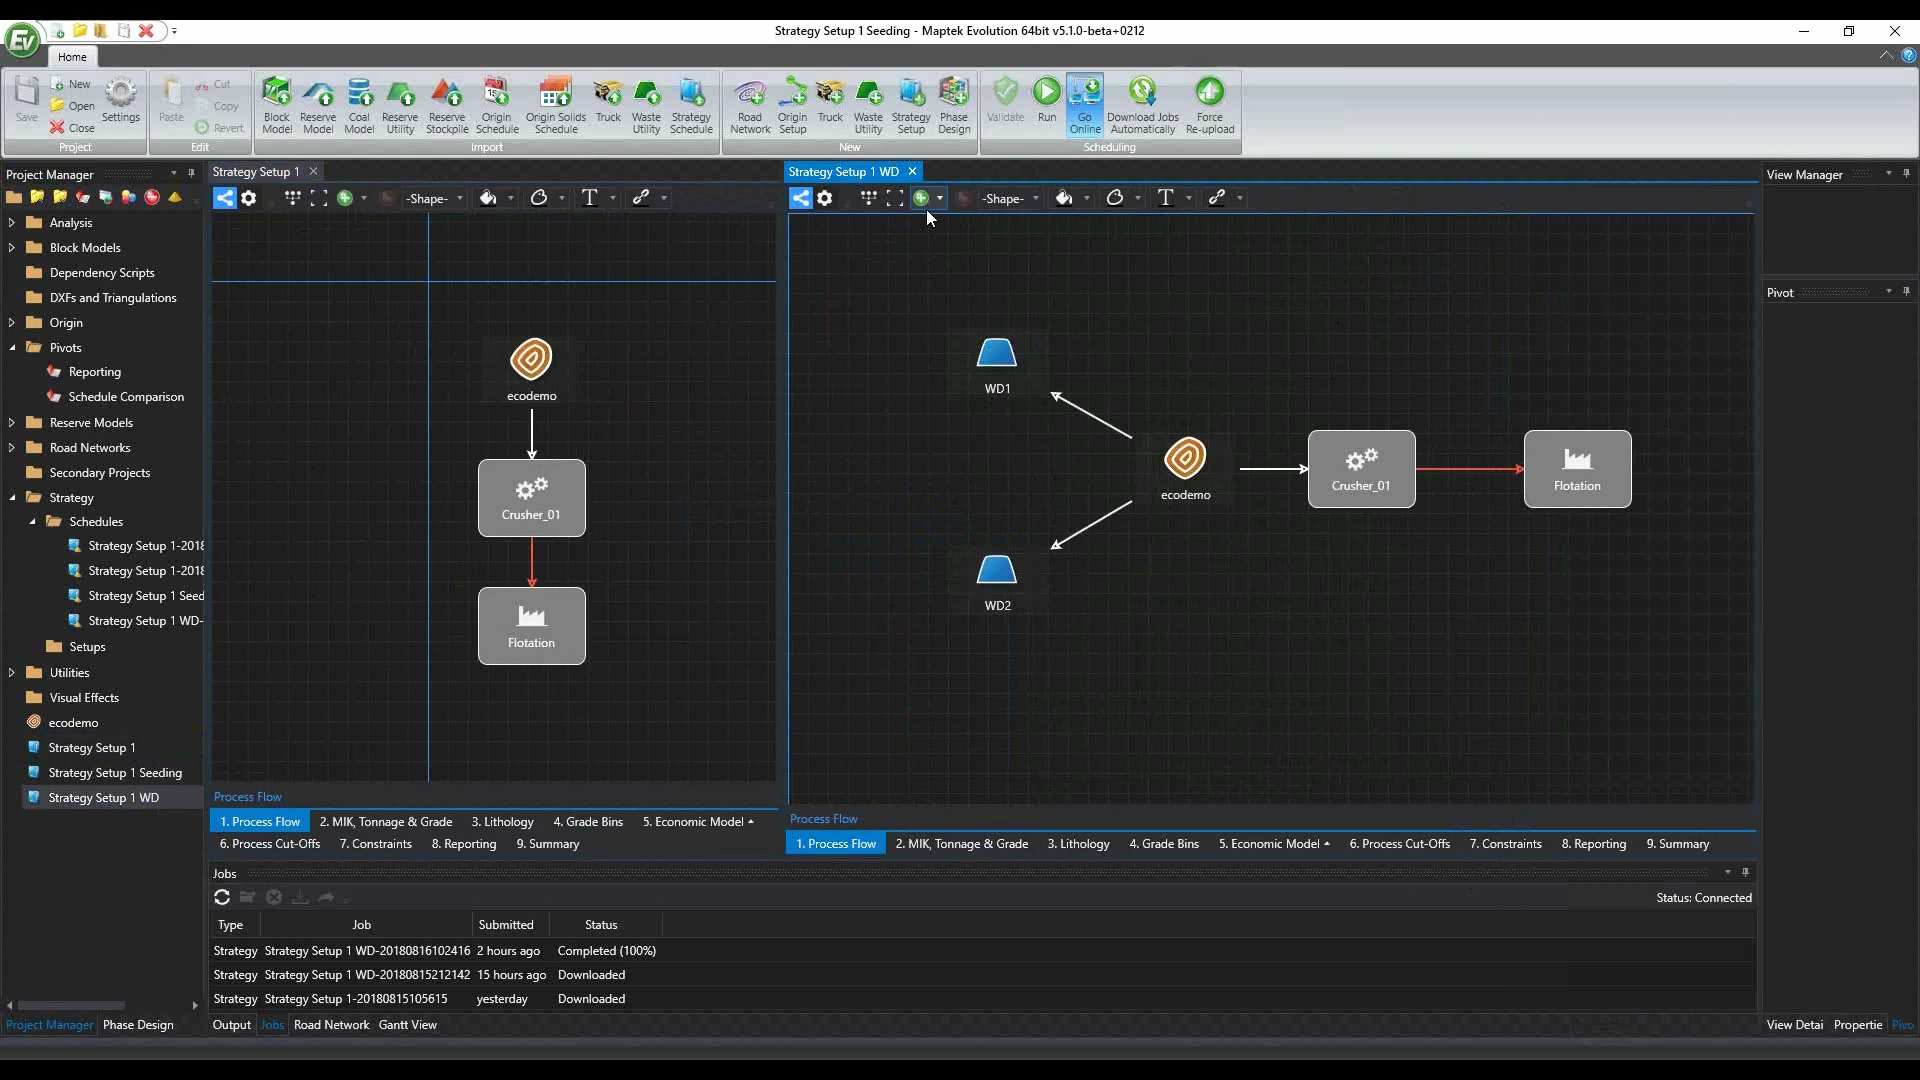 Strategy Setup 1 Seeding - Maptek Evolution 64bit v5.1.0-beta+0212
Ev
Home
Save
New
Open
Close
Settings
Project
Paste
Cut
Copy
Revert
Edit
Block Model
Reserve Model
Coal Model
Reserve Utility
Reserve Stockpile
Origin Schedule
Origin Solids Schedule
Truck
Waste Utility
Strategy Schedule
Import
Road Network
Origin Setup
Truck
Waste Utility
Strategy Setup
Phase Design
New
Validate
Run
Go Online
Download Jobs Automatically
Force Re-upload
Scheduling
Project Manager
Analysis
Block Models
Dependency Scripts
DXFs and Triangulations
Origin
Pivots
Reporting
Schedule Comparison
Reserve Models
Road Networks
Secondary Projects
Strategy
Schedules
Strategy Setup 1-2018
Strategy Setup 1-2018
Strategy Setup 1 Seed
Strategy Setup 1 WD-
Setups
Utilities
Visual Effects
ecodemo
Strategy Setup 1
Strategy Setup 1 Seeding
Strategy Setup 1 WD
Project Manager Phase Design
Strategy Setup 1
-Shape-
T
ecodemo
Crusher_01
Flotation
Process Flow
1. Process Flow 2. MIK, Tonnage & Grade 3. Lithology 4. Grade Bins 5. Economic Model
6. Process Cut-Offs 7. Constraints 8. Reporting 9. Summary
Strategy Setup 1 WD
-Shape-
T
WD1
ecodemo
Crusher_01
Flotation
WD2
Process Flow
1. Process Flow 2. MIK, Tonnage & Grade 3. Lithology 4. Grade Bins 5. Economic Model 6. Process Cut-Offs 7. Constraints 8. Reporting 9. Summary
Jobs
Status: Connected
Type Job Submitted Status
Strategy Strategy Setup 1 WD-20180816102416 2 hours ago Completed (100%)
Strategy Strategy Setup 1 WD-20180815212142 15 hours ago Downloaded
Strategy Strategy Setup 1-20180815105615 yesterday Downloaded
Output Jobs Road Network Gantt View
View Manager
Pivot
View Detai Propertie Pivo